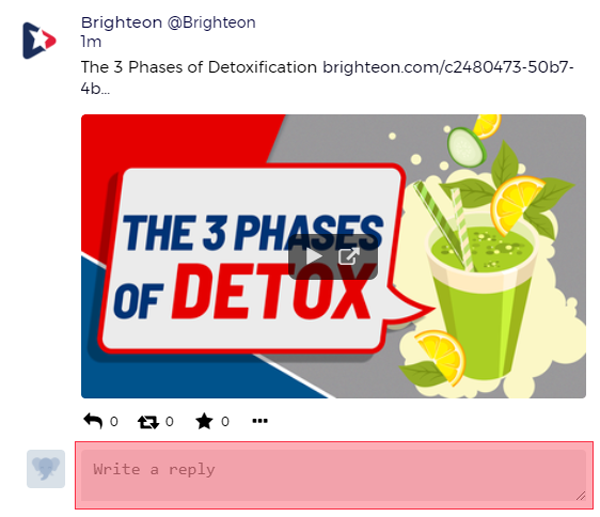 Brighteon @Brighteon
1m
The 3 Phases of Detoxification brighteon.com/c2480473-50b7-
4b...
THE 3 PHASES
OF DETOX
0 0 0
Write a reply